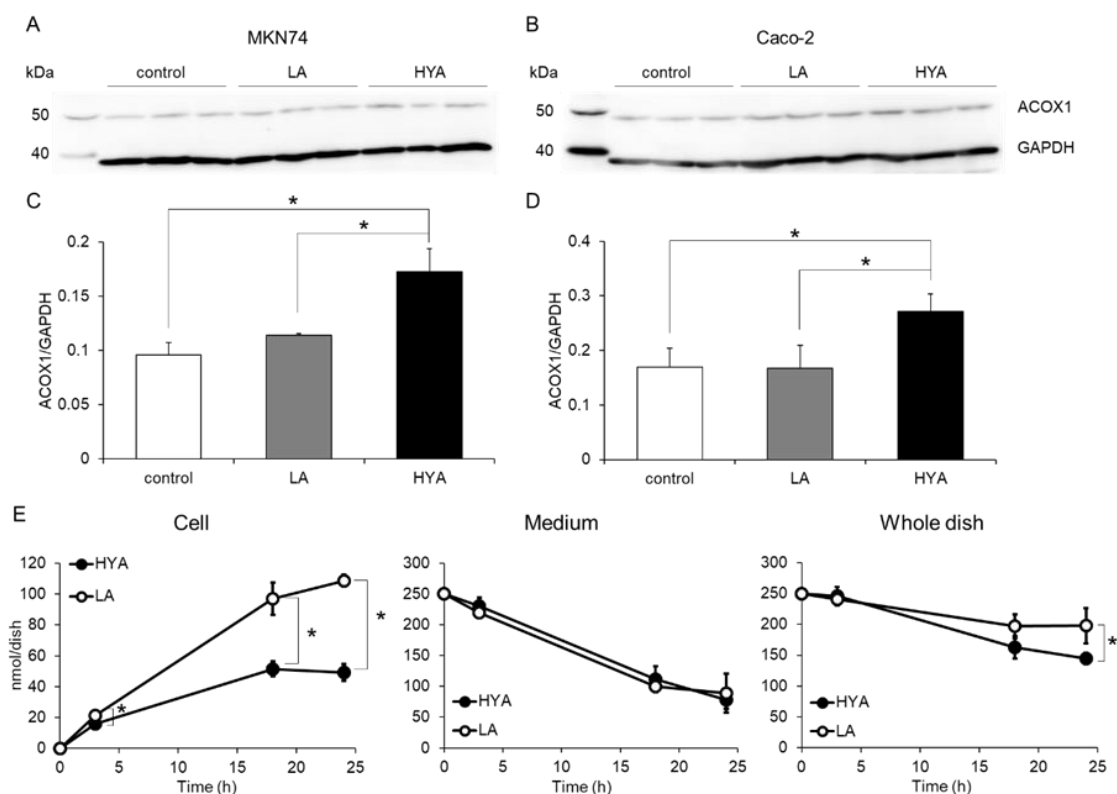 A
MKN74
kDa
control LA HYA
50
40
B
Caco-2
kDa
control LA HYA
50 ACOX1
40 GAPDH
C
* *
ACOX1/GAPDH
0.2
0.15
0.1
0.05
0
control LA HYA
D
* *
ACOX1/GAPDH
0.4
0.3
0.2
0.1
0
control LA HYA
E
Cell
nmol/dish
120
100
80
60
40
20
0
HYA
LA
* * *
0 5 10 15 20 25
Time (h)
Medium
300
250
200
150
100
50
0
HYA
LA
0 5 10 15 20 25
Time (h)
Whole dish
300
250
200
150
100
50
0
HYA
LA
*
0 5 10 15 20 25
Time (h)